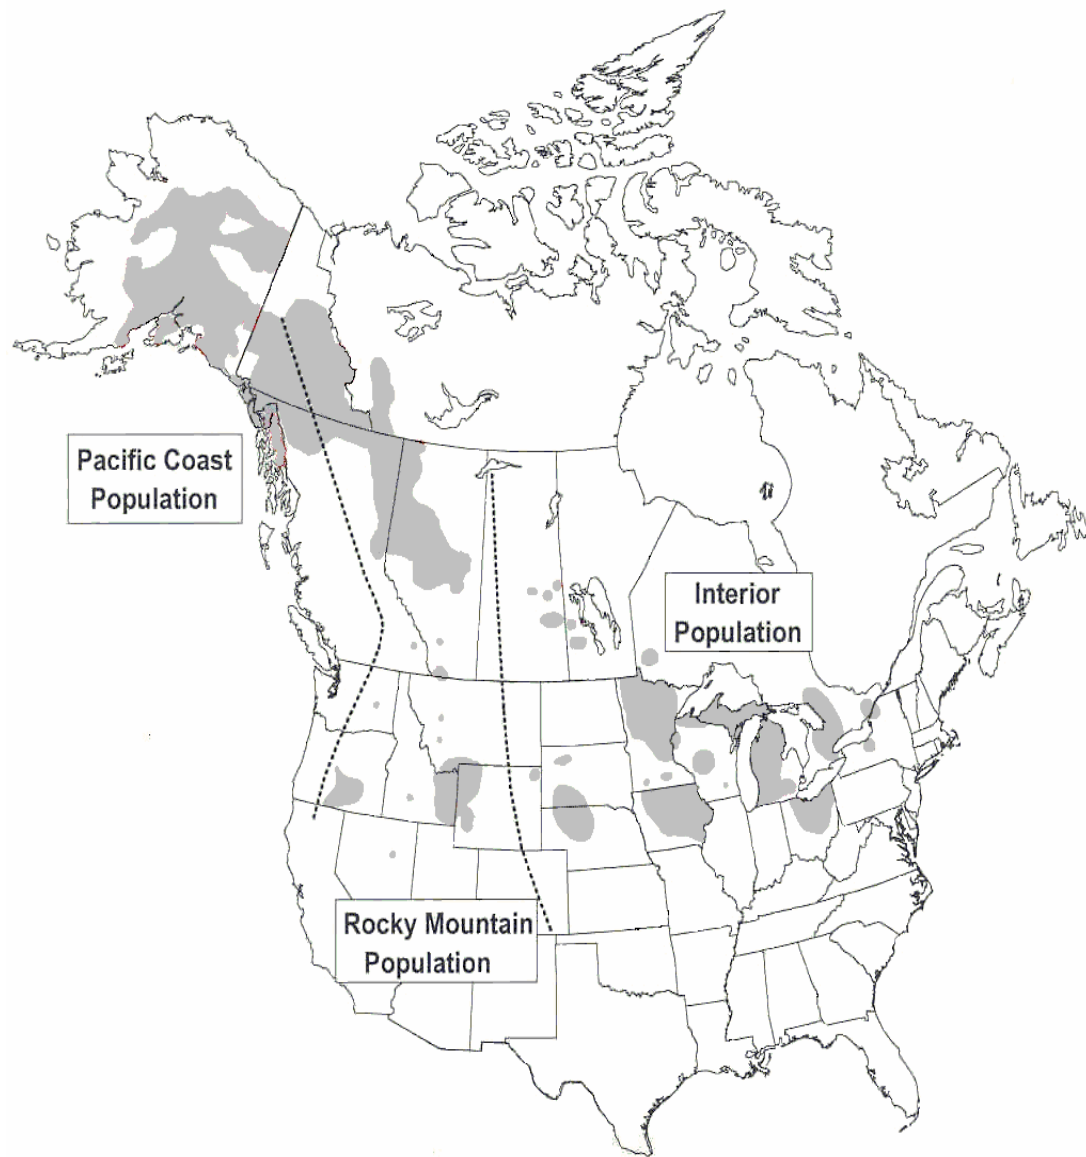 Pacific Coast
Population
Interior
Population
Rocky Mountain
Population